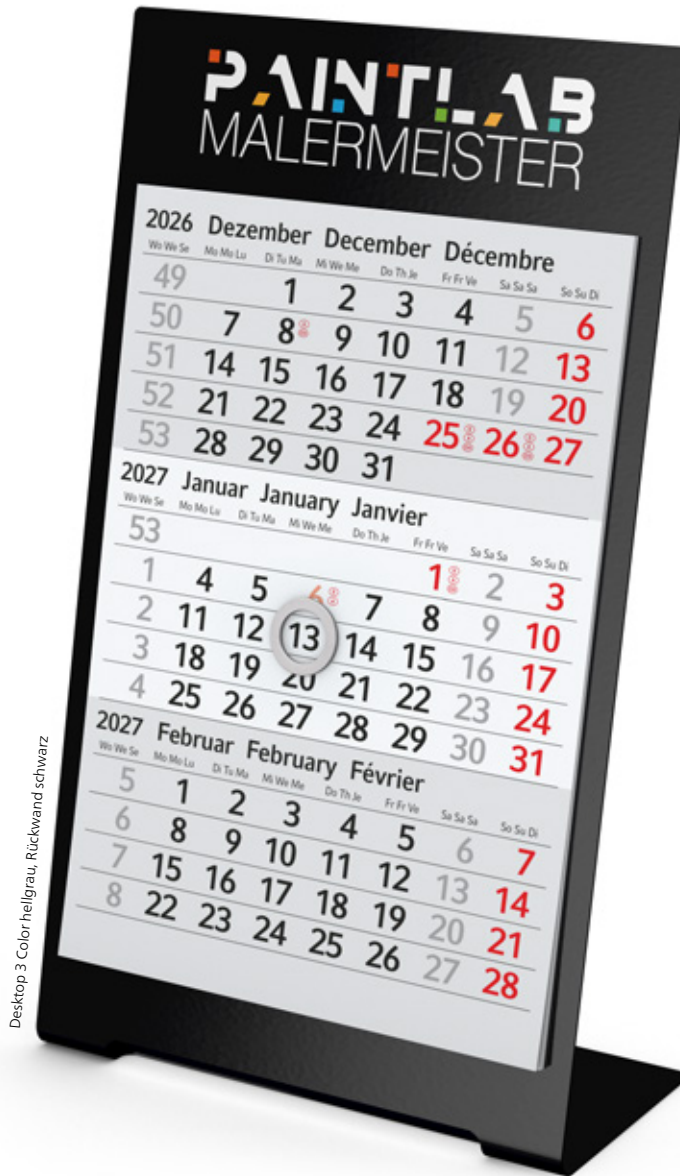 PAINTLAB
MALERMEISTER
2026 Dezember December Décembre
Wo We Se Mo Mo Lu Di Tu Ma Mi We Me Do Th Je Fr Fr Ve Sa Sa Sa So Su Di
49 1 2 3 4 5 6
50 7 8 9 10 11 12 13
51 14 15 16 17 18 19 20
52 21 22 23 24 25 26 27
53 28 29 30 31
2027 Januar January Janvier
Wo We Se Mo Mo Lu Di Tu Ma Mi We Me Do Th Je Fr Fr Ve Sa Sa Sa So Su Di
53 1 2 3
1 4 5 6 7 8 9 10
2 11 12 13 14 15 16 17
3 18 19 20 21 22 23 24
4 25 26 27 28 29 30 31
2027 Februar February Février
Wo We Se Mo Mo Lu Di Tu Ma Mi We Me Do Th Je Fr Fr Ve Sa Sa Sa So Su Di
5 1 2 3 4 5 6 7
6 8 9 10 11 12 13 14
7 15 16 17 18 19 20 21
8 22 23 24 25 26 27 28
Desktop 3 Color hellgrau, Rückwand schwarz